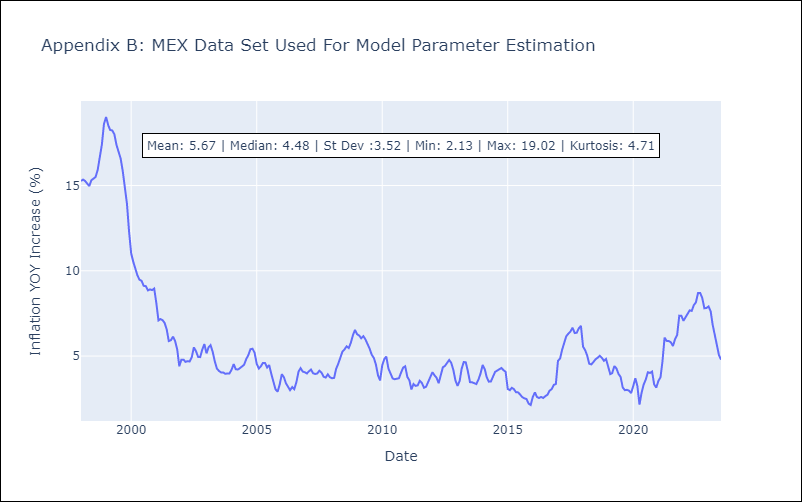 Appendix B: MEX Data Set Used For Model Parameter Estimation
Mean: 5.67 | Median: 4.48 | St Dev :3.52 | Min: 2.13 | Max: 19.02 | Kurtosis: 4.71
Inflation YOY Increase (%)
15
10
5
2000 2005 2010 2015 2020
Date